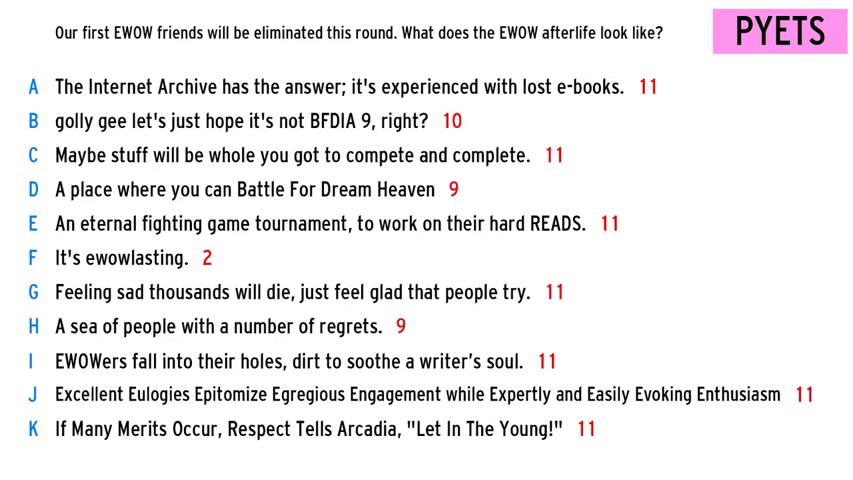 Our first EWOW friends will be eliminated this round. What does the EWOW afterlife look like?
PYETS
A The Internet Archive has the answer; it's experienced with lost e-books. 11
B golly gee let's just hope it's not BFDIA 9, right? 10
C Maybe stuff will be whole you got to compete and complete. 11
D A place where you can Battle For Dream Heaven 9
E An eternal fighting game tournament, to work on their hard READS. 11
F It's ewowlasting. 2
G Feeling sad thousands will die, just feel glad that people try. 11
H A sea of people with a number of regrets. 9
I EWOWers fall into their holes, dirt to soothe a writer's soul. 11
J Excellent Eulogies Epitomize Egregious Engagement while Expertly and Easily Evoking Enthusiasm 11
K If Many Merits Occur, Respect Tells Arcadia, "Let In The Young!" 11